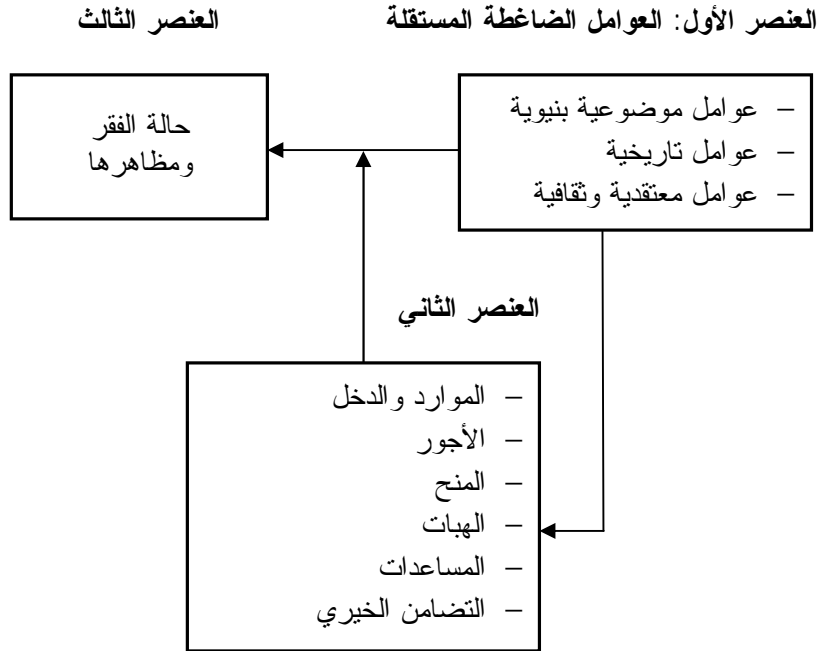 العنصر الأول: العوامل الضاغطة المستقلة
العنصر الثالث
– عوامل موضوعية بنيوية
– عوامل تاريخية
– عوامل معتقدية وثقافية
حالة الفقر
ومظاهرها
العنصر الثاني
– الموارد والدخل
– الأجور
– المنح
– الهبات
– المساعدات
– التضامن الخيري